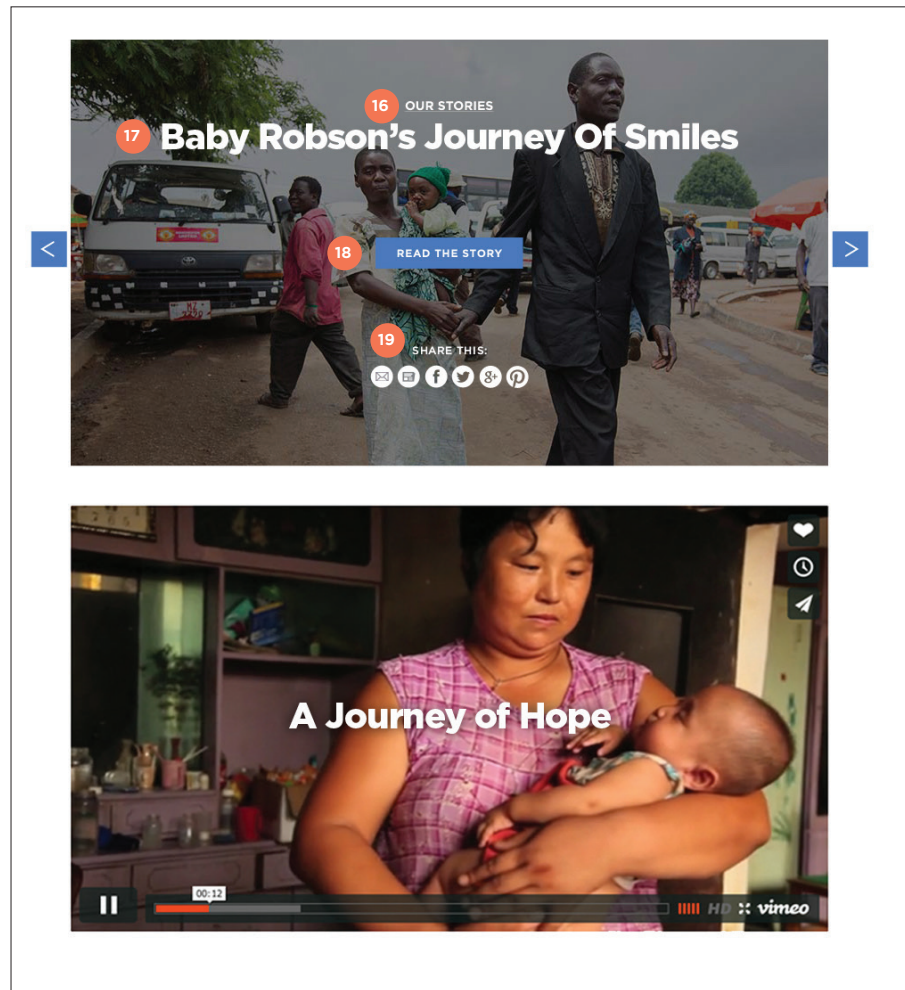 16 OUR STORIES
17 Baby Robson's Journey Of Smiles
< >
18 READ THE STORY
19 SHARE THIS:
f g+
A Journey of Hope
00:12
HD vimeo